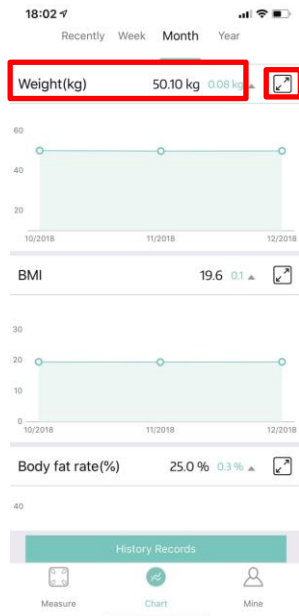 18:02
Recently Week Month Year
Weight(kg) 50.10 kg 0.08 kg
60
40
20
10/2018 11/2018 12/2018
BMI 19.6 0.1
30
20
10
0
10/2018 11/2018 12/2018
Body fat rate(%) 25.0 % 0.3 %
40
History Records
Measure Chart Mine